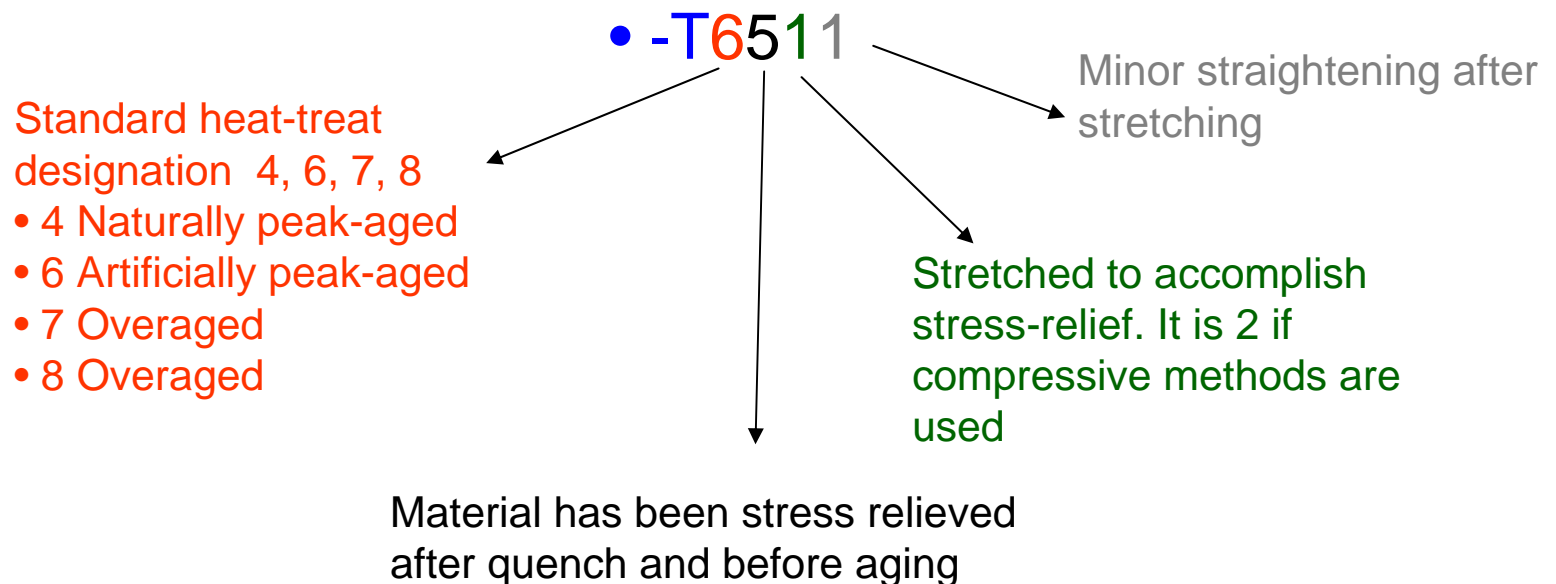 • -T6511
Minor straightening after
stretching
Standard heat-treat
designation 4, 6, 7, 8
• 4 Naturally peak-aged
• 6 Artificially peak-aged
• 7 Overaged
• 8 Overaged
Stretched to accomplish
stress-relief. It is 2 if
compressive methods are
used
Material has been stress relieved
after quench and before aging